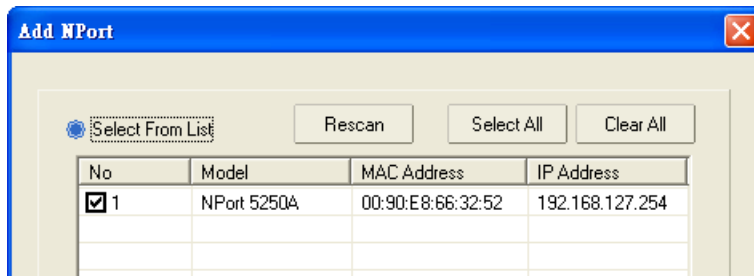 Add NPort
Select From List Rescan Select All Clear All
No Model MAC Address IP Address
1 NPort 5250A 00:90:E8:66:32:52 192.168.127.254